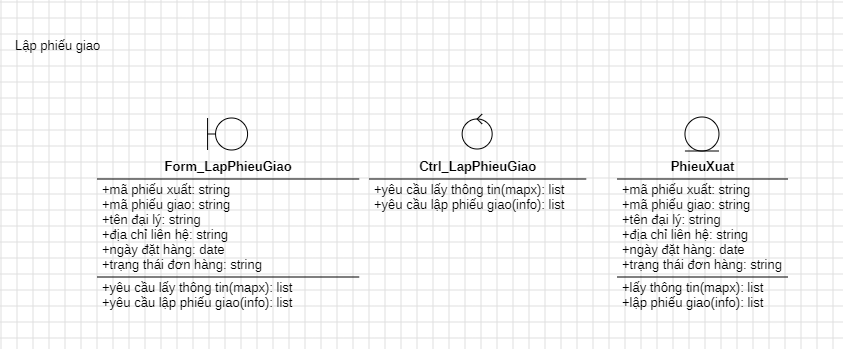 Lập phiếu giao
Form_LapPhieuGiao
+mã phiếu xuất: string
+mã phiếu giao: string
+tên đại lý: string
+địa chỉ liên hệ: string
+ngày đặt hàng: date
+trạng thái đơn hàng: string
+yêu cầu lấy thông tin(mapx): list
+yêu cầu lập phiếu giao(info): list
Ctrl_LapPhieuGiao
+yêu cầu lấy thông tin(mapx): list
+yêu cầu lập phiếu giao(info): list
PhieuXuat
+mã phiếu xuất: string
+mã phiếu giao: string
+tên đại lý: string
+địa chỉ liên hệ: string
+ngày đặt hàng: date
+trạng thái đơn hàng: string
+lấy thông tin(mapx): list
+lập phiếu giao(info): list